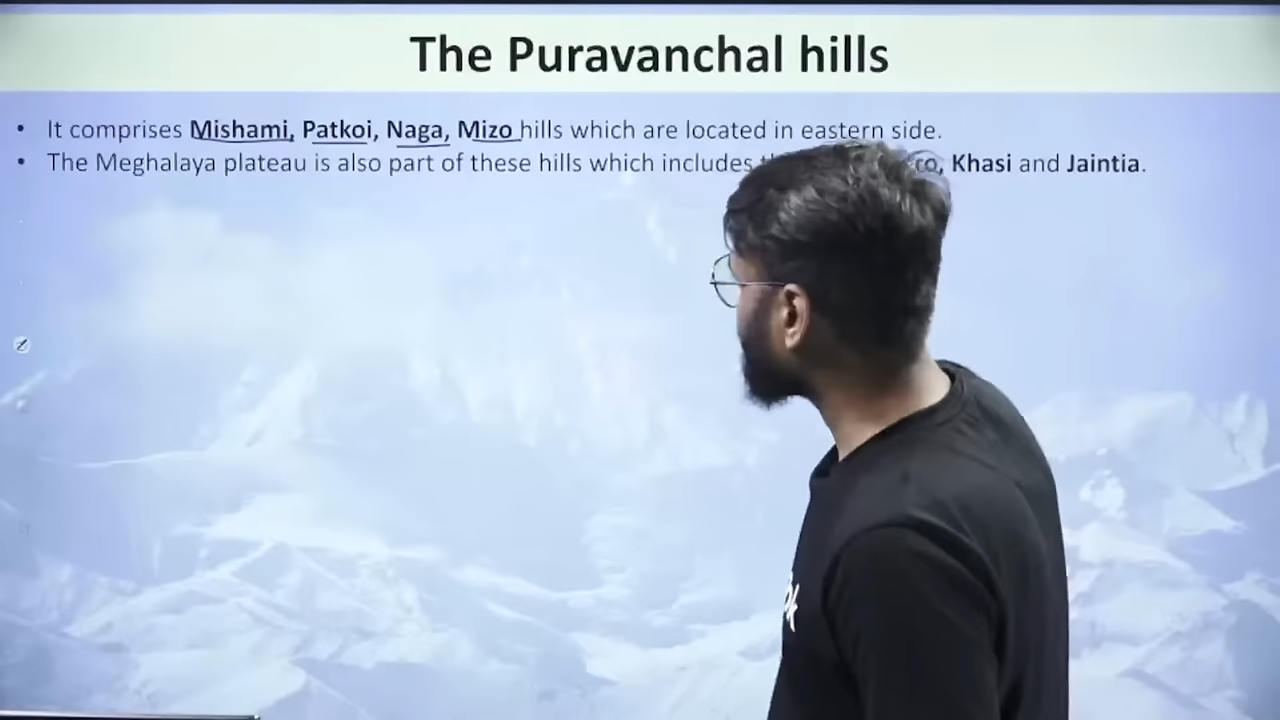 The Puravanchal hills
• It comprises Mishami, Patkoi, Naga, Mizo hills which are located in eastern side.
• The Meghalaya plateau is also part of these hills which includes Khasi and Jaintia.